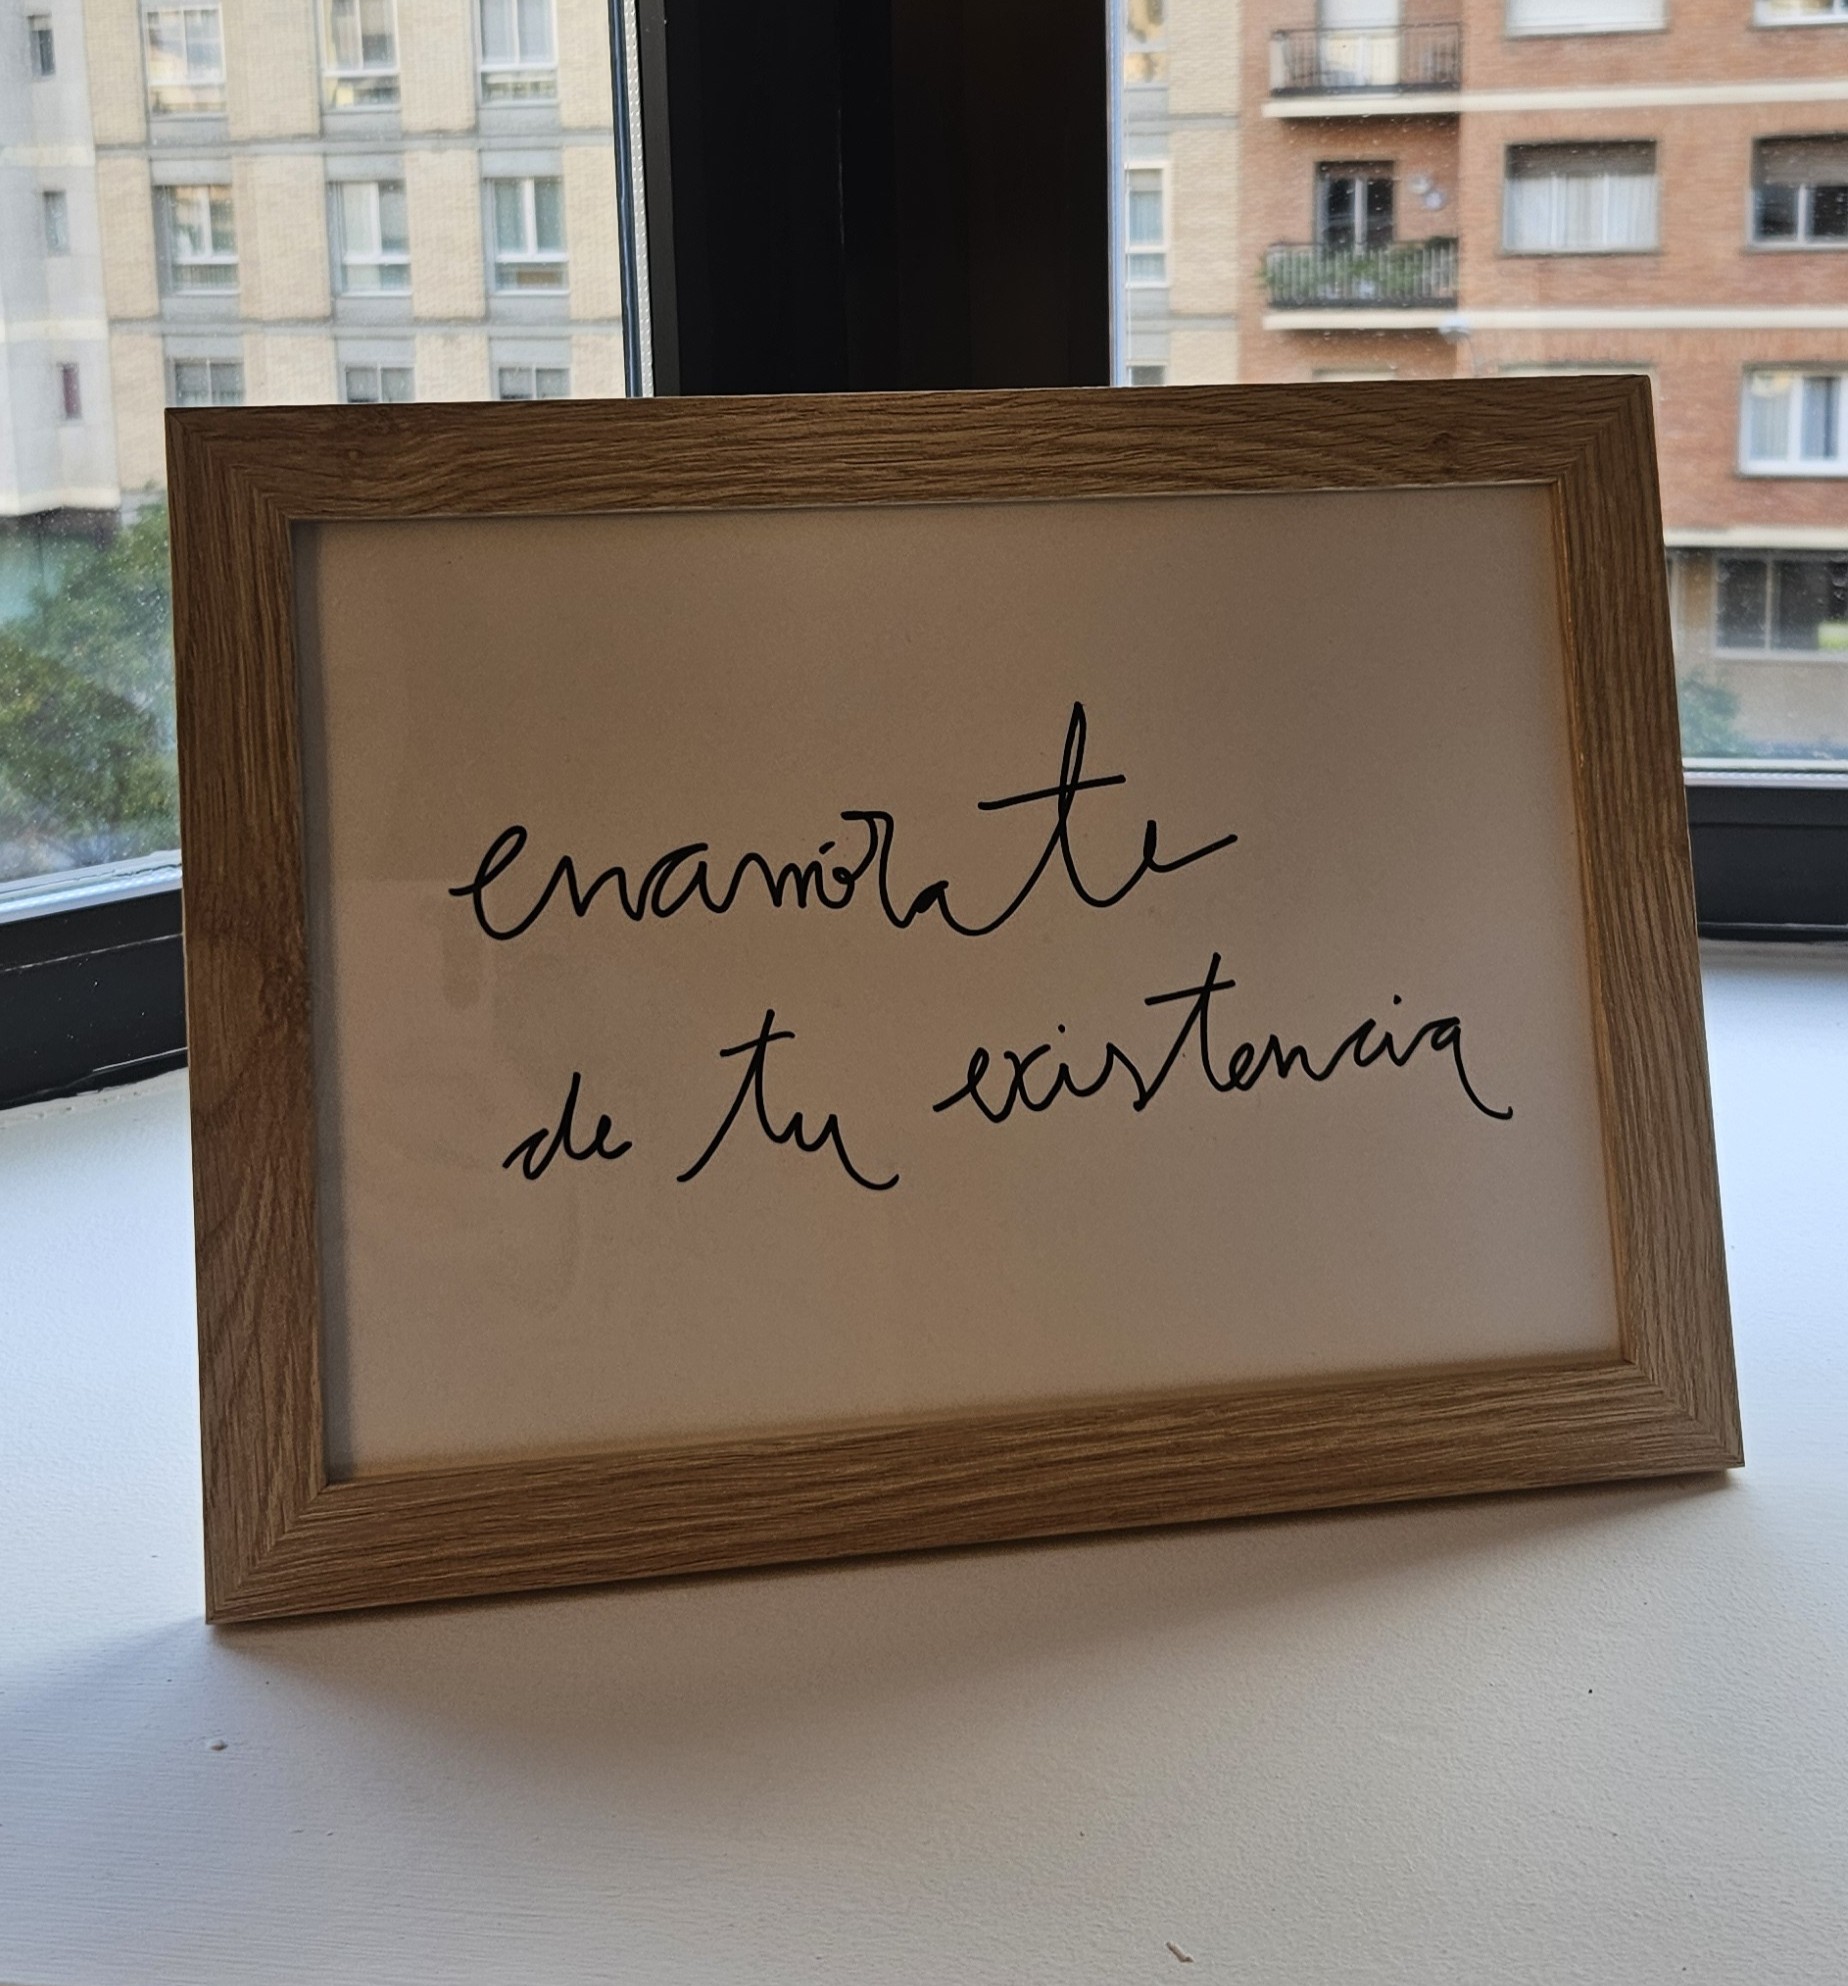 enamórate
de tu existencia